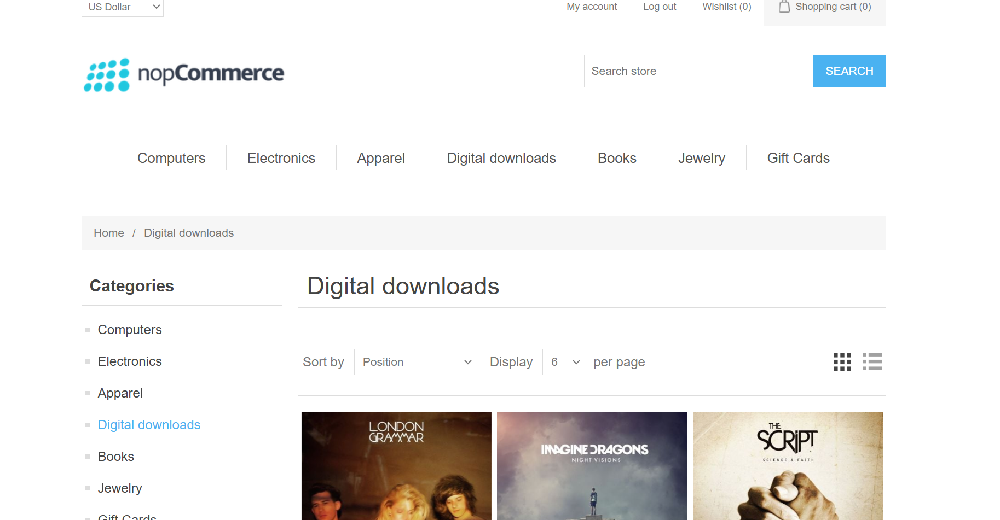 US Dollar
My account
Log out
Wishlist (0)
Shopping cart (0)
nopCommerce
Search store
SEARCH
Computers
Electronics
Apparel
Digital downloads
Books
Jewelry
Gift Cards
Home / Digital downloads
Categories
Computers
Electronics
Apparel
Digital downloads
Books
Jewelry
Gift Cards
Digital downloads
Sort by Position Display 6 per page
LONDON
GRAMMAR
IMAGINE DRAGONS
NIGHT VISIONS
THE
SCRIPT
SCIENCE & FAITH